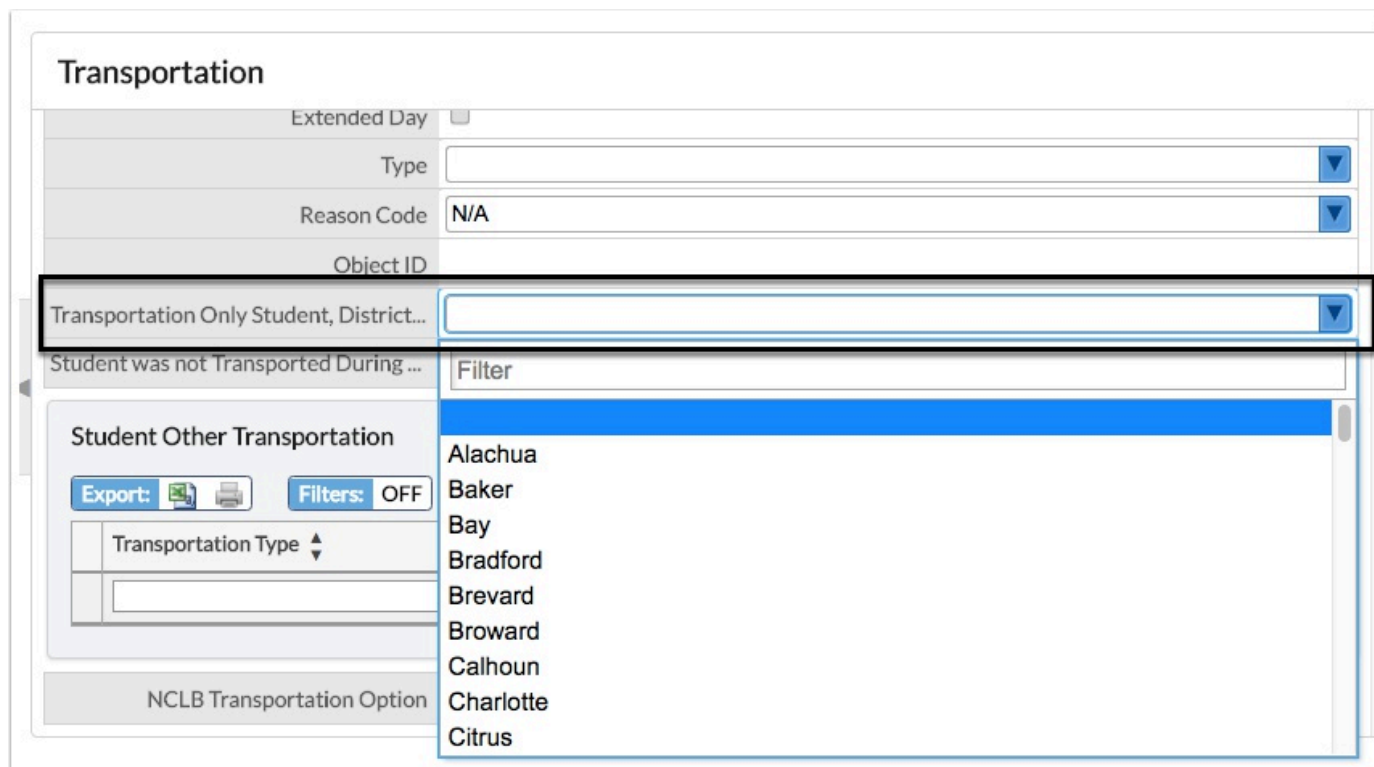 Transportation
Extended Day
Type
Reason Code N/A
Object ID
Transportation Only Student, District...
Student was not Transported During ...
Filter
Alachua
Baker
Bay
Bradford
Brevard
Broward
Calhoun
Charlotte
Citrus
Student Other Transportation
Export: Filters: OFF
Transportation Type
NCLB Transportation Option